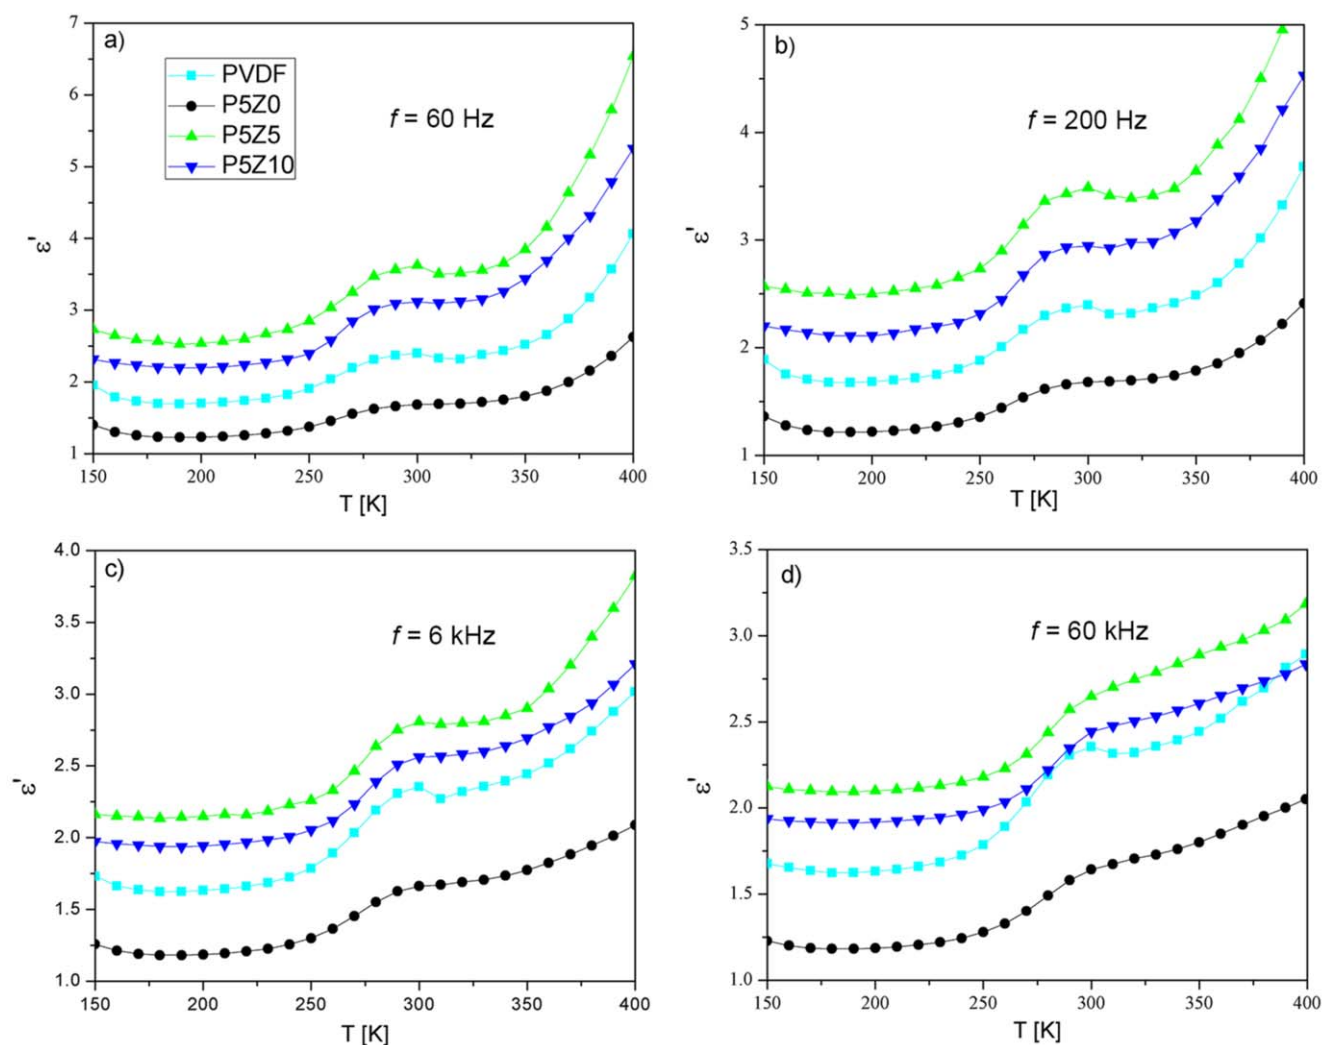 a)
PVDF
P5Z0
P5Z5
P5Z10
f = 60 Hz
7
6
5
4
3
2
1
ε'
150 200 250 300 350 400
T [K]
b)
f = 200 Hz
5
4
3
2
1
ε'
150 200 250 300 350 400
T [K]
c)
f = 6 kHz
4.0
3.5
3.0
2.5
2.0
1.5
1.0
ε'
150 200 250 300 350 400
T [K]
d)
f = 60 kHz
3.5
3.0
2.5
2.0
1.5
1.0
ε'
150 200 250 300 350 400
T [K]